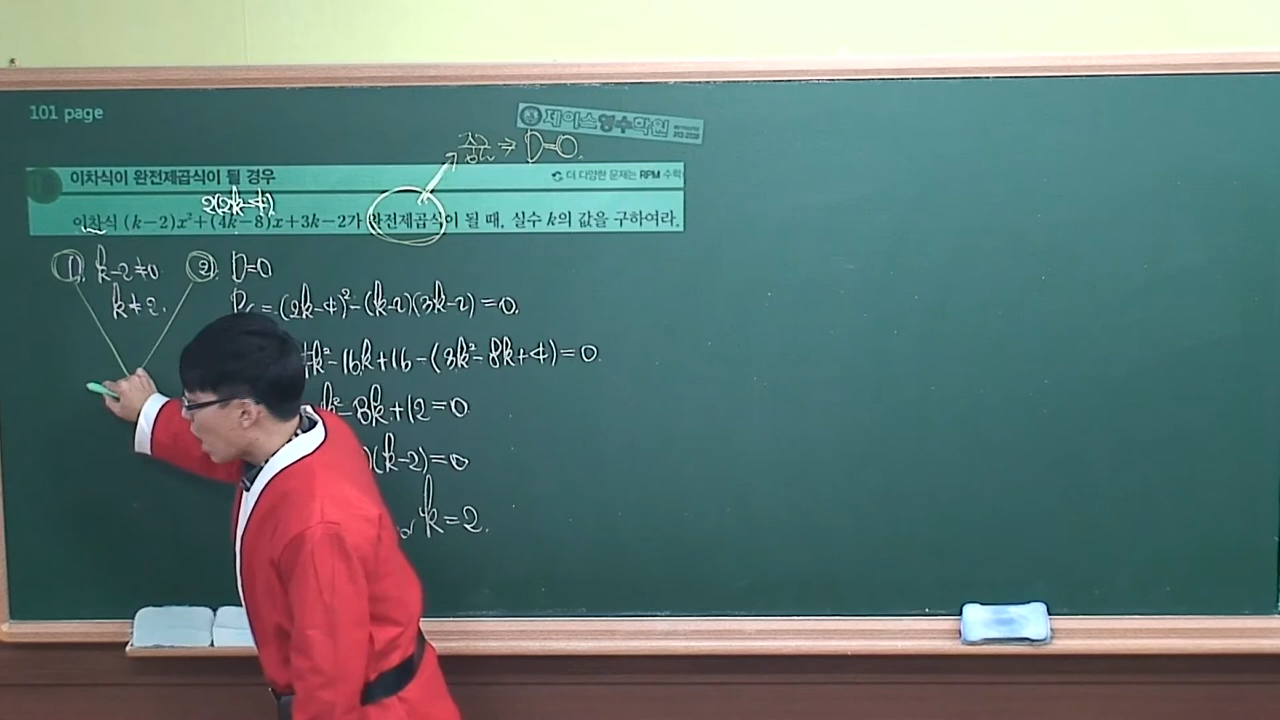 101 page
제이스영수학원
중근 ⇒ D=0.
이차식이 완전제곱식이 될 경우
더 다양한 문제는 RPM 수학
2(2k-4)
이차식 (k-2)x²+(4k-8)x+3k-2가 완전제곱식이 될 때, 실수 k의 값을 구하여라.
1. k-2≠0
k≠2.
2. D=0
=(2k-4)²-(k-2)(3k-2)=0.
4k²-16k+16-(3k²-8k+4)=0.
k²-8k+12=0
)(k-2)=0
or k=2.